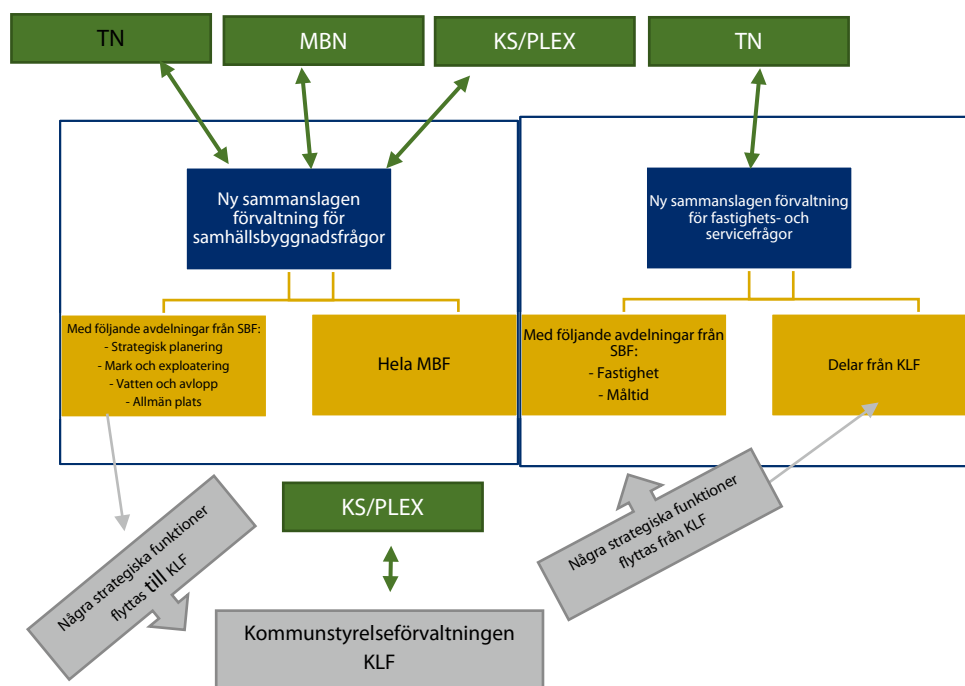 TN
MBN
KS/PLEX
TN
Ny sammanslagen
förvaltning för
samhällsbyggnadsfrågor
Ny sammanslagen förvaltning
för fastighets- och
servicefrågor
Med följande avdelningar från SBF:
- Strategisk planering
- Mark och exploatering
- Vatten och avlopp
- Allmän plats
Hela MBF
Med följande avdelningar från
SBF:
- Fastighet
- Måltid
Delar från KLF
Några strategiska funktioner
flyttas till KLF
KS/PLEX
Några strategiska funktioner
flyttas från KLF
Kommunstyrelseförvaltningen
KLF